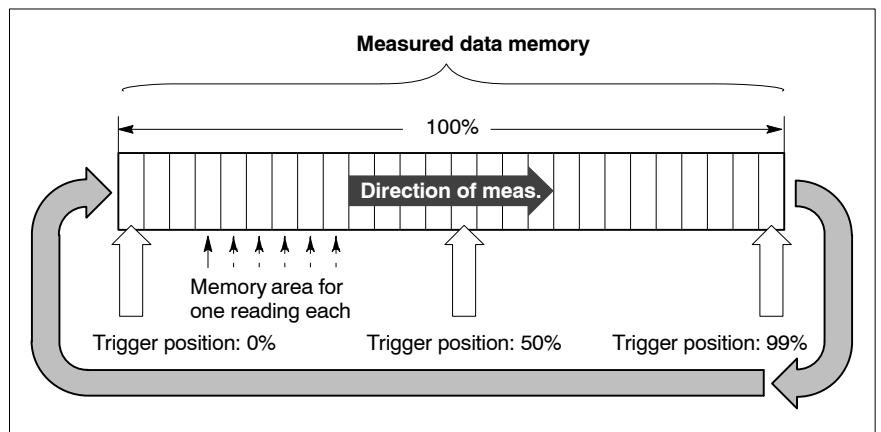 Measured data memory
100%
Direction of meas.
Memory area for
one reading each
Trigger position: 0%
Trigger position: 50%
Trigger position: 99%